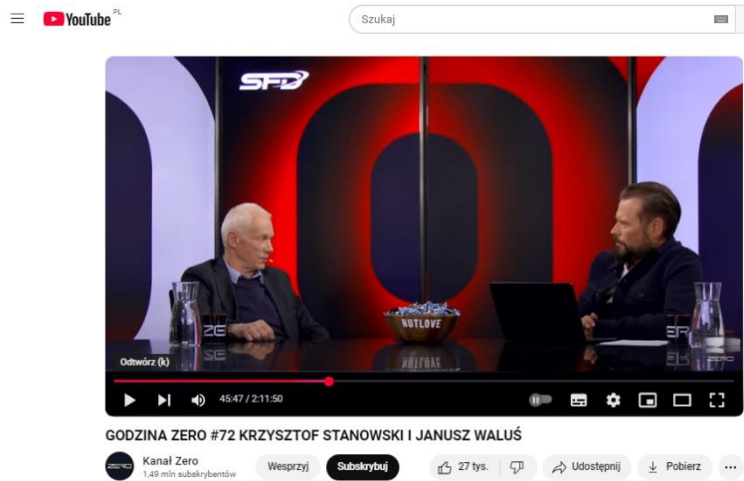 YouTube PL
Szukaj
SFD
NUTLOVE
Odtwórz (k)
45:47 / 2:11:50
GODZINA ZERO #72 KRZYSZTOF STANOWSKI I JANUSZ WALUŚ
Kanał Zero
1,49 mln subskrybentów
Wesprzyj
Subskrybuj
27 tys.
Udostępnij
Pobierz